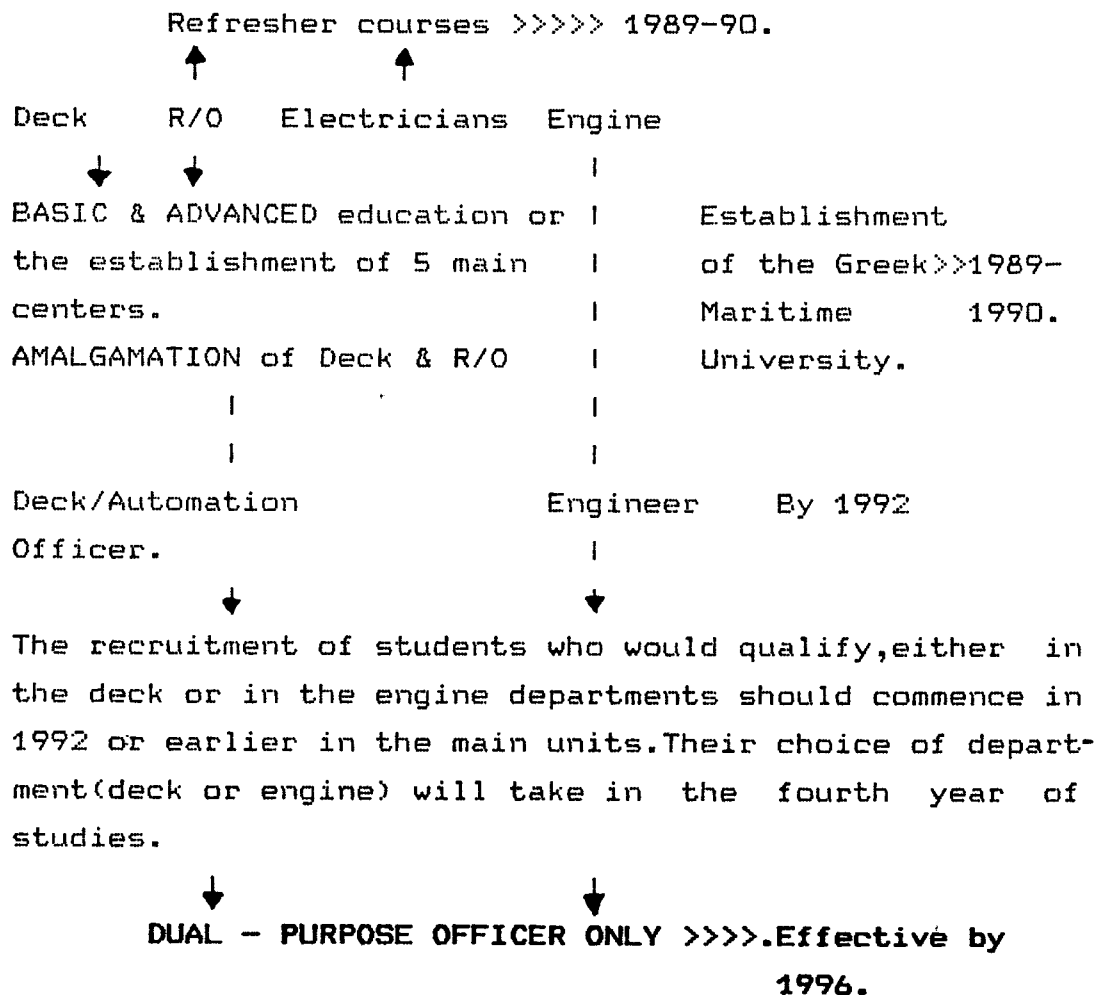 Refresher courses >>>>> 1989-90.
Deck R/O Electricians Engine
BASIC & ADVANCED education or Establishment
the establishment of 5 main of the Greek>>1989-
centers. Maritime 1990.
AMALGAMATION of Deck & R/O University.
Deck/Automation Engineer By 1992
Officer.
The recruitment of students who would qualify,either in
the deck or in the engine departments should commence in
1992 or earlier in the main units.Their choice of depart-
ment(deck or engine) will take in the fourth year of
studies.
DUAL - PURPOSE OFFICER ONLY >>>>.Effective by
1996.